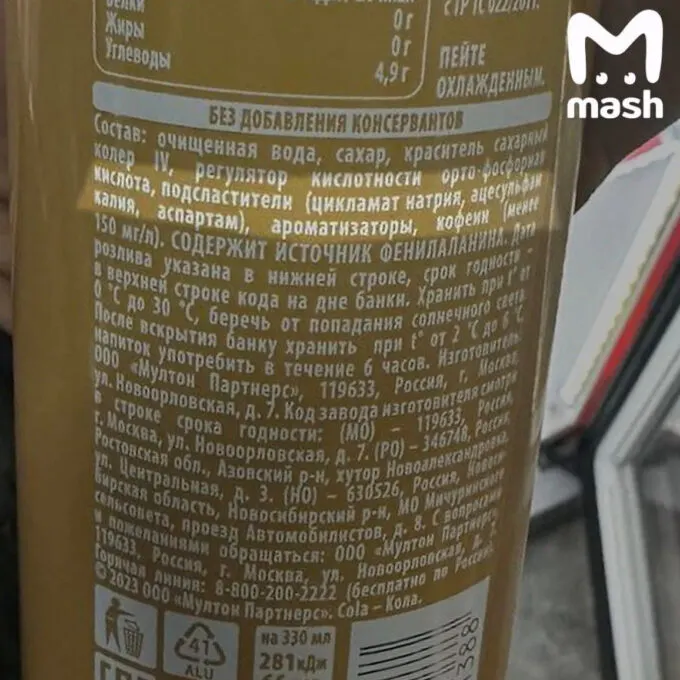 Белки
Жиры
0 г
Углеводы
0 г
4,9 г
с ТР ТС 022/2011.
ПЕЙТЕ
ОХЛАЖДЕННЫМ.
mash
БЕЗ ДОБАВЛЕНИЯ КОНСЕРВАНТОВ
Состав: очищенная вода, сахар, краситель сахарный
колер IV, регулятор кислотности орто-фосфорная
кислота, подсластители (цикламат натрия, ацесульфам
калия, аспартам), ароматизаторы, кофеин (менее
150 мг/л). СОДЕРЖИТ ИСТОЧНИК ФЕНИЛАЛАНИНА. Дата
розлива указана в нижней строке, срок годности –
в верхней строке кода на дне банки. Хранить при t° от
0 °C до 30 °C, беречь от попадания солнечного света.
После вскрытия банку хранить при t° от 2 °C до 6 °C,
напиток употребить в течение 6 часов. Изготовитель:
ООО «Мултон Партнерс», 119633, Россия, г. Москва,
ул. Новоорловская, д. 7. Код завода изготовителя смотри
в строке срока годности: (МО) – 119633, Россия,
г. Москва, ул. Новоорловская, д. 7. (РО) – 346748, Россия,
Ростовская обл., Азовский р-н, хутор Новоалександровка,
ул. Центральная, д. 3. (НО) – 630526, Россия, Новоси-
бирская область, Новосибирский р-н, МО Мичуринского
сельсовета, проезд Автомобилистов, д. 8. С вопросами
и пожеланиями обращаться: ООО «Мултон Партнерс»,
119633, Россия, г. Москва, ул. Новоорловская, д. 7.
Горячая линия: 8-800-200-2222 (бесплатно по России).
©2023 ООО «Мултон Партнерс». Cola – Кола.
41
ALU
на 330 мл
281кДж
388